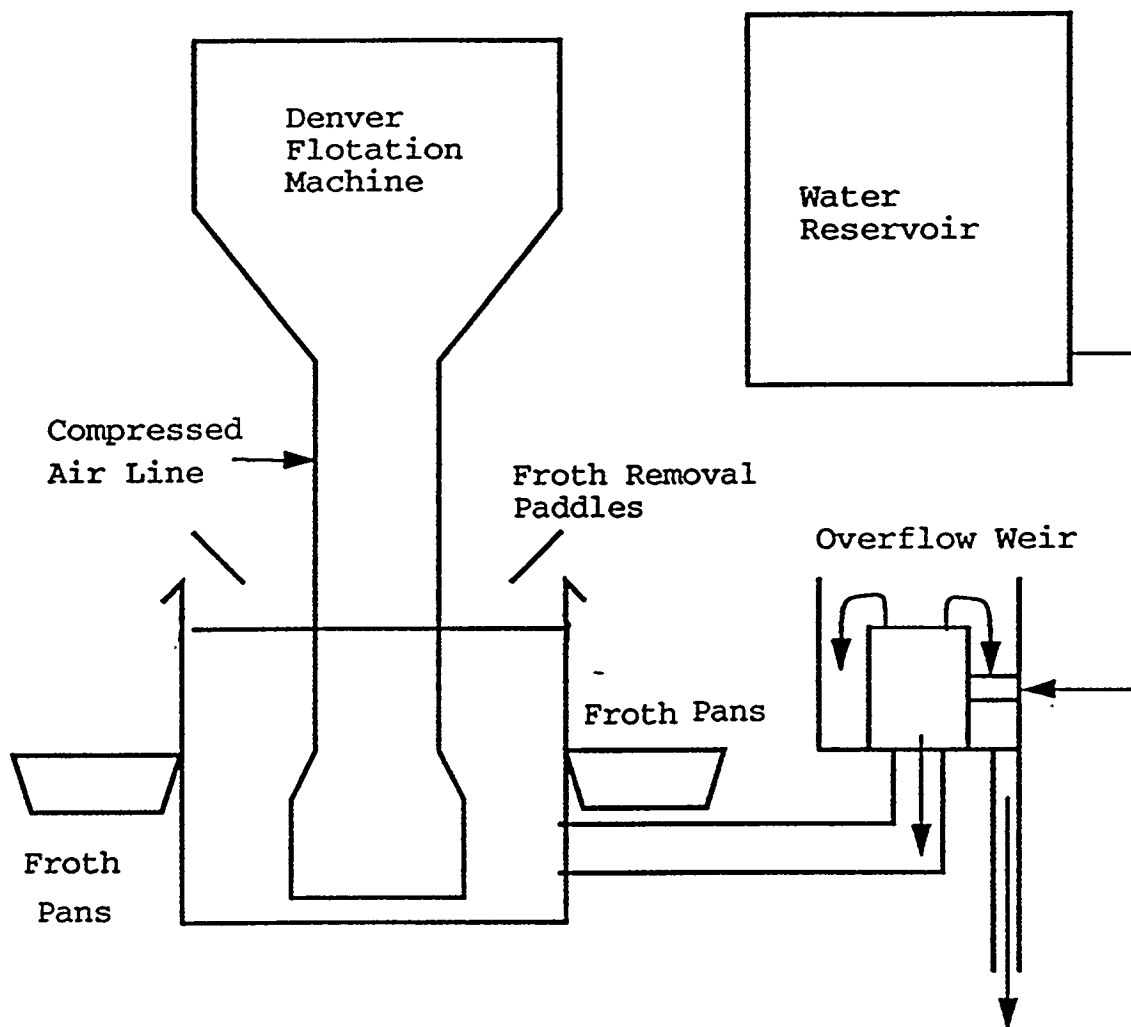 Denver
Flotation
Machine
Water
Reservoir
Compressed
Air Line
Froth Removal
Paddles
Overflow Weir
Froth Pans
Froth
Pans